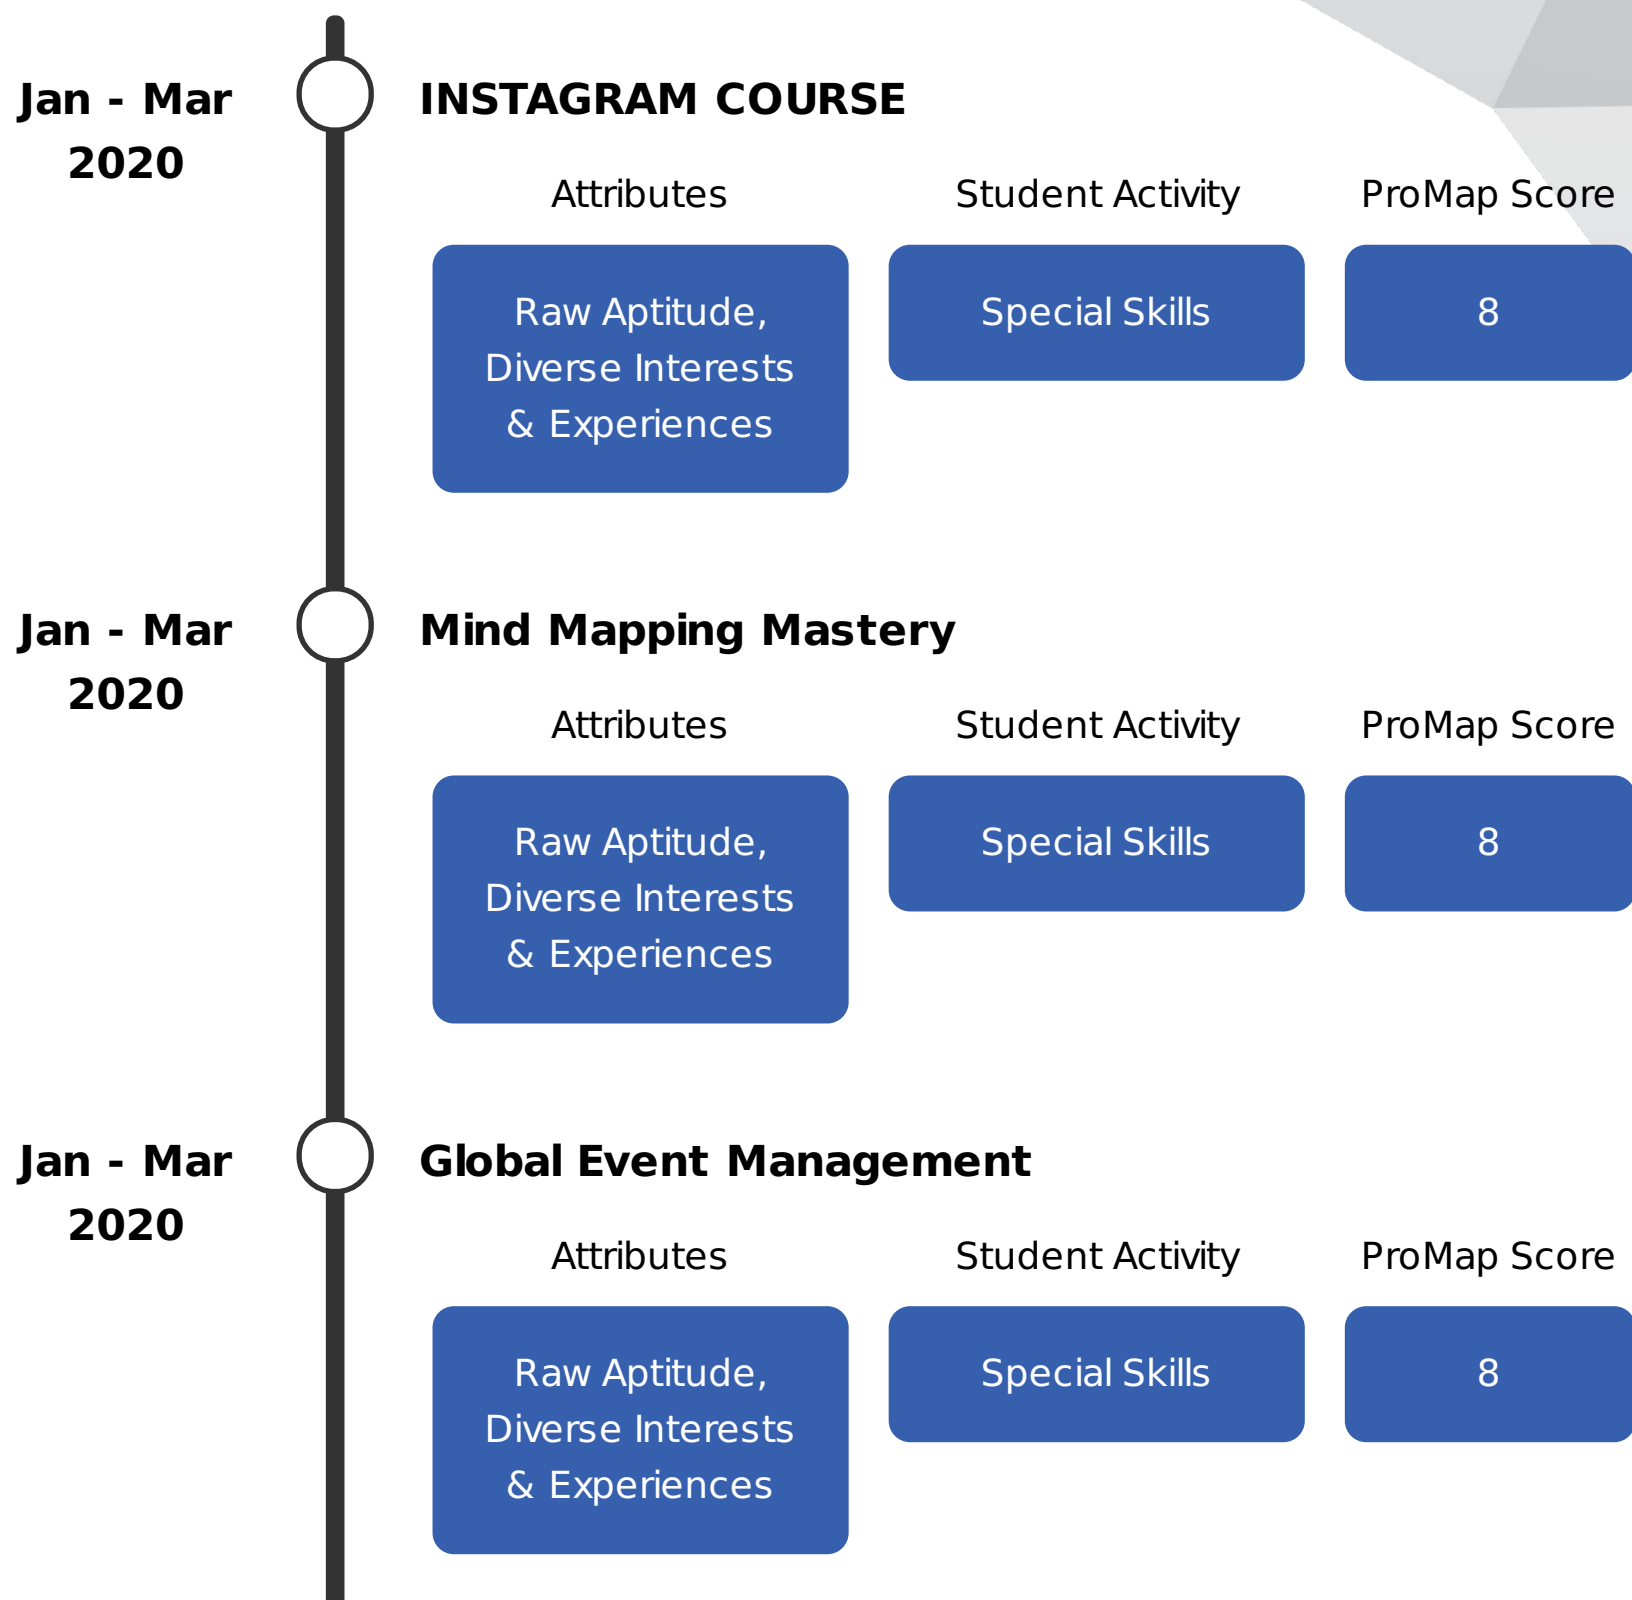 Jan - Mar
2020
INSTAGRAM COURSE
Attributes
Student Activity
ProMap Score
Raw Aptitude,
Diverse Interests
& Experiences
Special Skills
8
Jan - Mar
2020
Mind Mapping Mastery
Attributes
Student Activity
ProMap Score
Raw Aptitude,
Diverse Interests
& Experiences
Special Skills
8
Jan - Mar
2020
Global Event Management
Attributes
Student Activity
ProMap Score
Raw Aptitude,
Diverse Interests
& Experiences
Special Skills
8